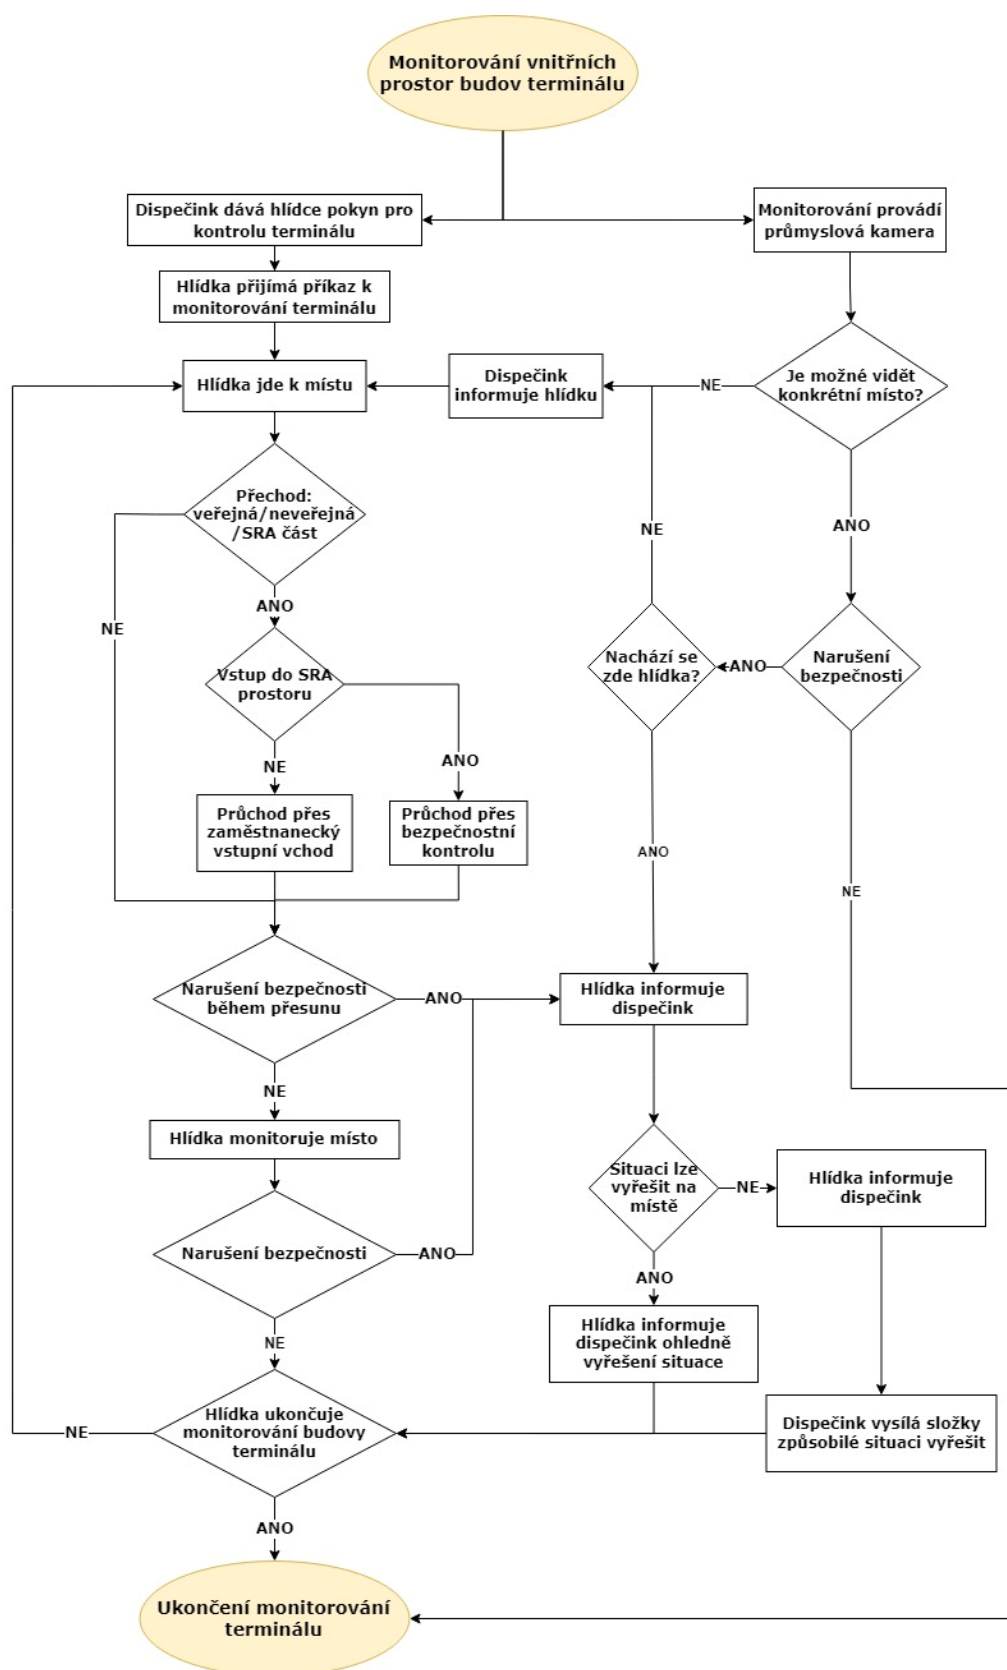 Monitorování vnitřních
prostor budov terminálu
Dispečink dává hlídce pokyn pro
kontrolu terminálu
Monitorování provádí
průmyslová kamera
Hlídka přijímá příkaz k
monitorování terminálu
Hlídka jde k místu
Dispečink
informuje hlídku
NE
Je možné vidět
konkrétní místo?
Přechod:
veřejná/neveřejná
/SRA část
NE
ANO
ANO
NE
Vstup do SRA
prostoru
Nachází se
zde hlídka?
ANO
Narušení
bezpečnosti
NE
ANO
Průchod přes
zaměstnanecký
vstupní vchod
Průchod přes
bezpečnostní
kontrolu
ANO
NE
Narušení bezpečnosti
během přesunu
ANO
Hlídka informuje
dispečink
NE
Hlídka monitoruje místo
Situaci lze
vyřešit na
místě
NE
Hlídka informuje
dispečink
Narušení bezpečnosti
ANO
ANO
NE
Hlídka informuje
dispečink ohledně
vyřešení situace
Hlídka ukončuje
monitorování budovy
terminálu
NE
Dispečink vysílá složky
způsobilé situaci vyřešit
ANO
Ukončení monitorování
terminálu